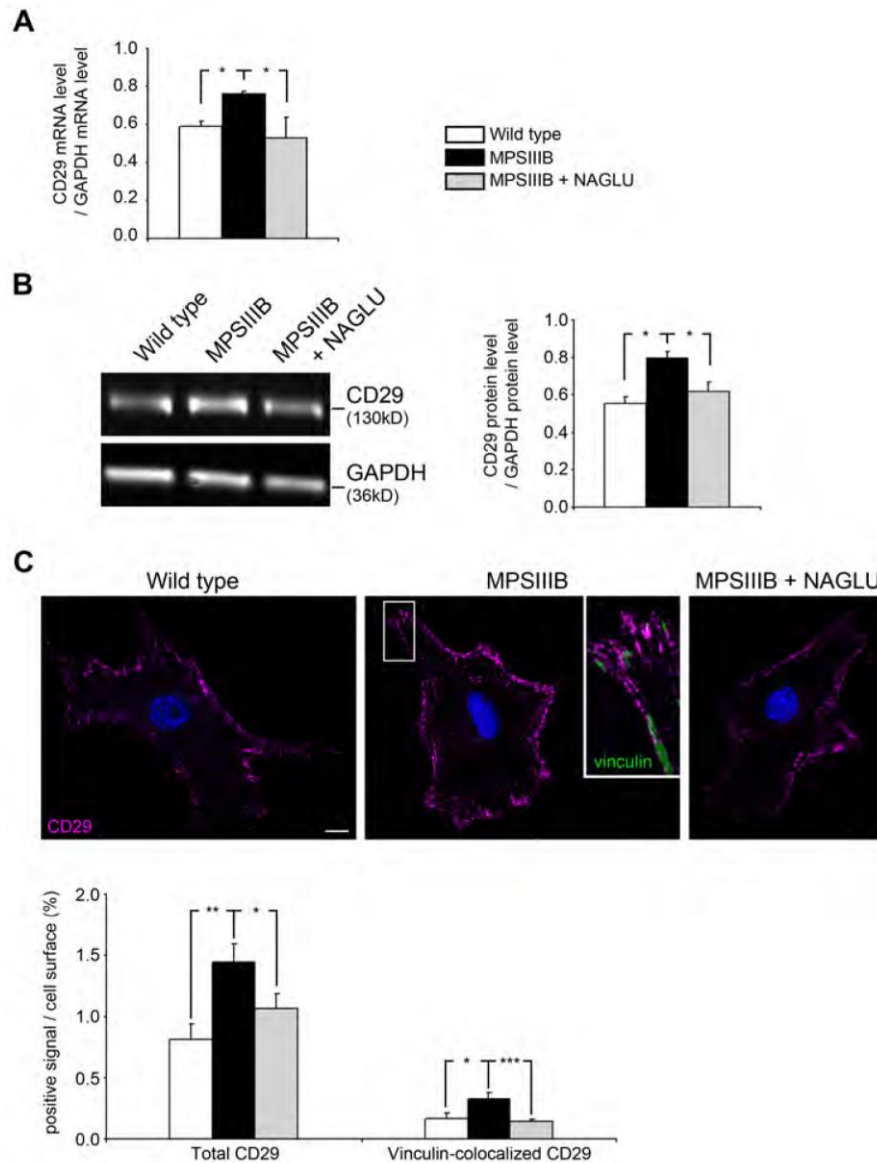 A
CD29 mRNA level
/ GAPDH mRNA level
1.0
0.8
0.6
0.4
0.2
0.0
* *
Wild type
MPSIIIB
MPSIIIB + NAGLU
B
Wild type
MPSIIIB
MPSIIIB
+ NAGLU
CD29
(130kD)
GAPDH
(36kD)
CD29 protein level
/ GAPDH protein level
1.0
0.8
0.6
0.4
0.2
0.0
* *
C
Wild type
MPSIIIB
MPSIIIB + NAGLU
vinculin
CD29
positive signal / cell surface (%)
2.0
1.5
1.0
0.5
0.0
** *
* ***
Total CD29
Vinculin-colocalized CD29